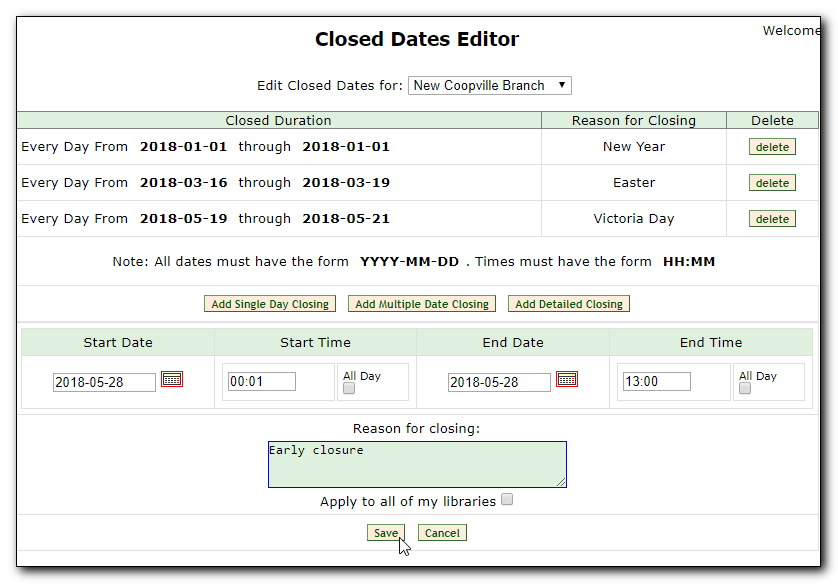 Welcome
Closed Dates Editor
Edit Closed Dates for: New Coopville Branch
Closed Duration Reason for Closing Delete
Every Day From 2018-01-01 through 2018-01-01 New Year delete
Every Day From 2018-03-16 through 2018-03-19 Easter delete
Every Day From 2018-05-19 through 2018-05-21 Victoria Day delete
Note: All dates must have the form YYYY-MM-DD . Times must have the form HH:MM
Add Single Day Closing Add Multiple Date Closing Add Detailed Closing
Start Date Start Time End Date End Time
2018-05-28 00:01 All Day 2018-05-28 13:00 All Day
Reason for closing:
Early closure
Apply to all of my libraries
Save Cancel